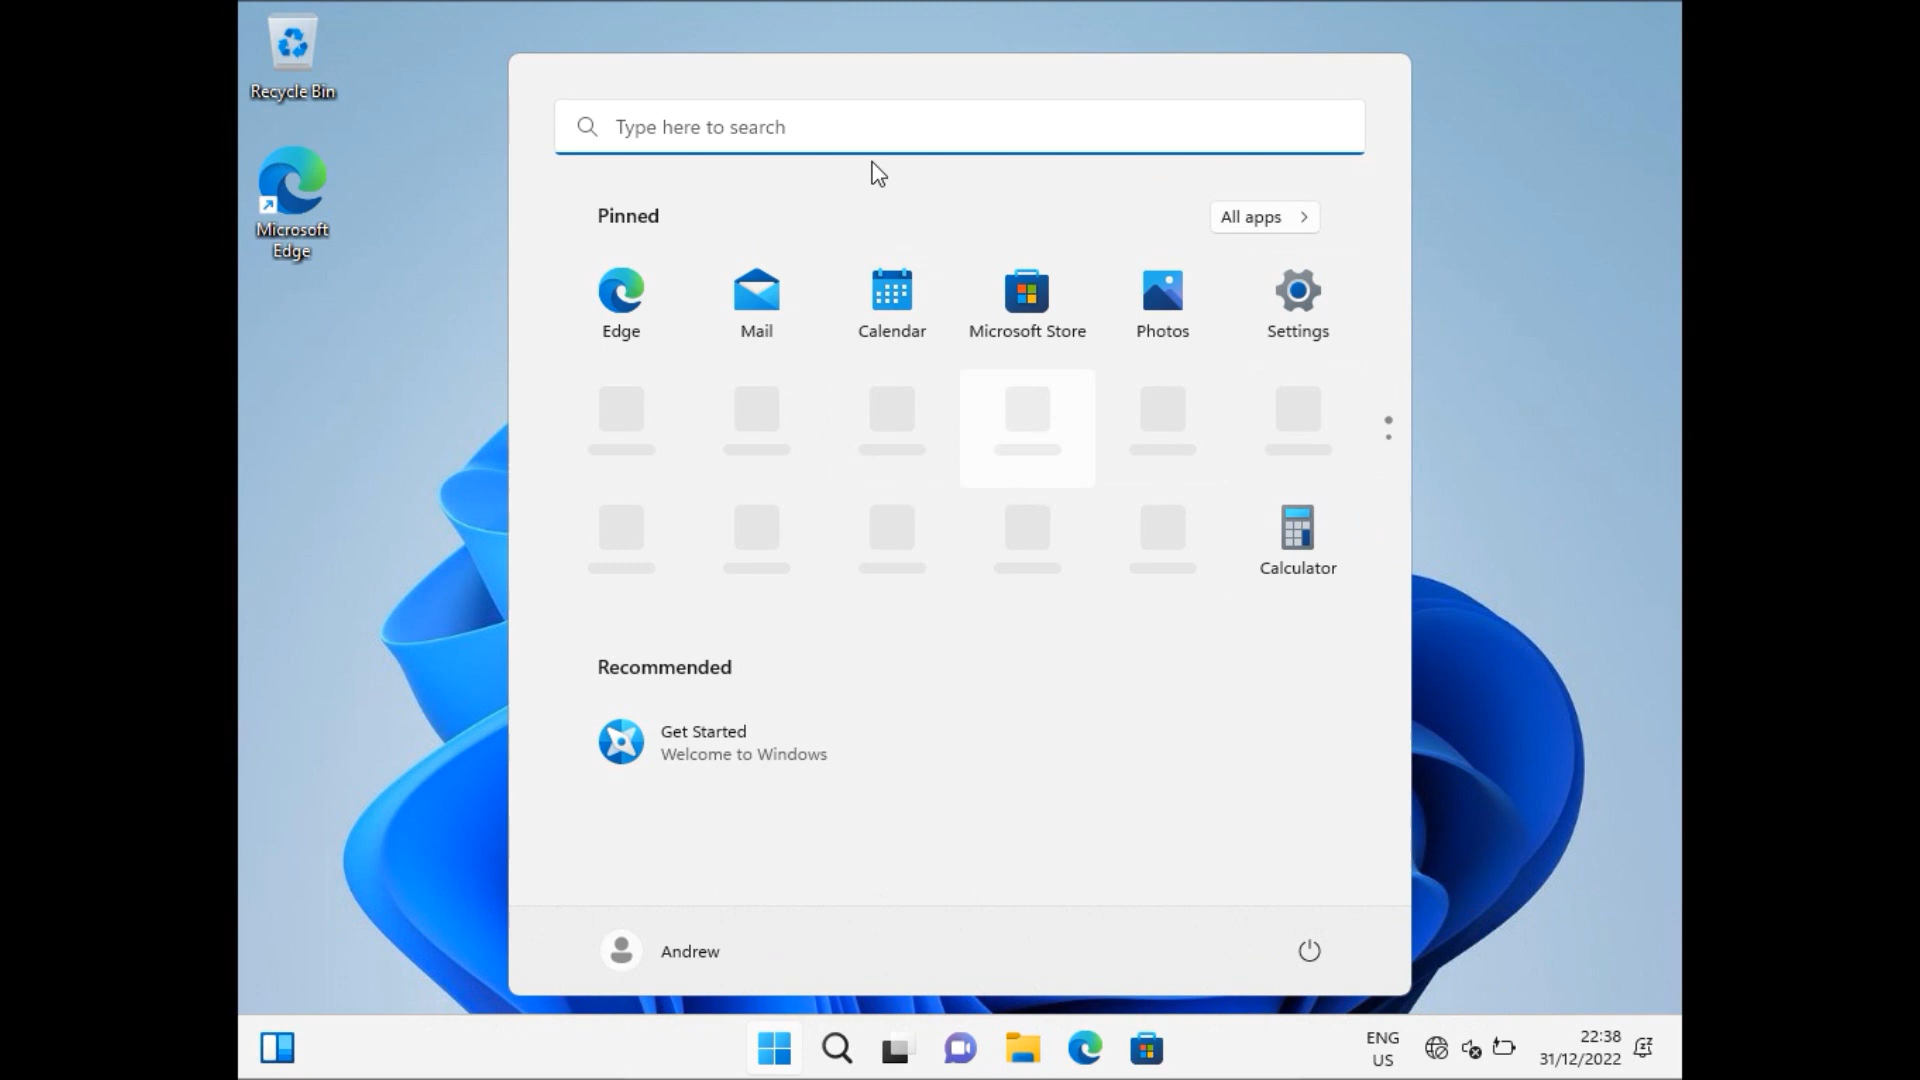 Recycle Bin
Microsoft
Edge
Type here to search
Pinned
All apps
Edge
Mail
Calendar
Microsoft Store
Photos
Settings
Calculator
Recommended
Get Started
Welcome to Windows
Andrew
ENG
US
22:38
31/12/2022